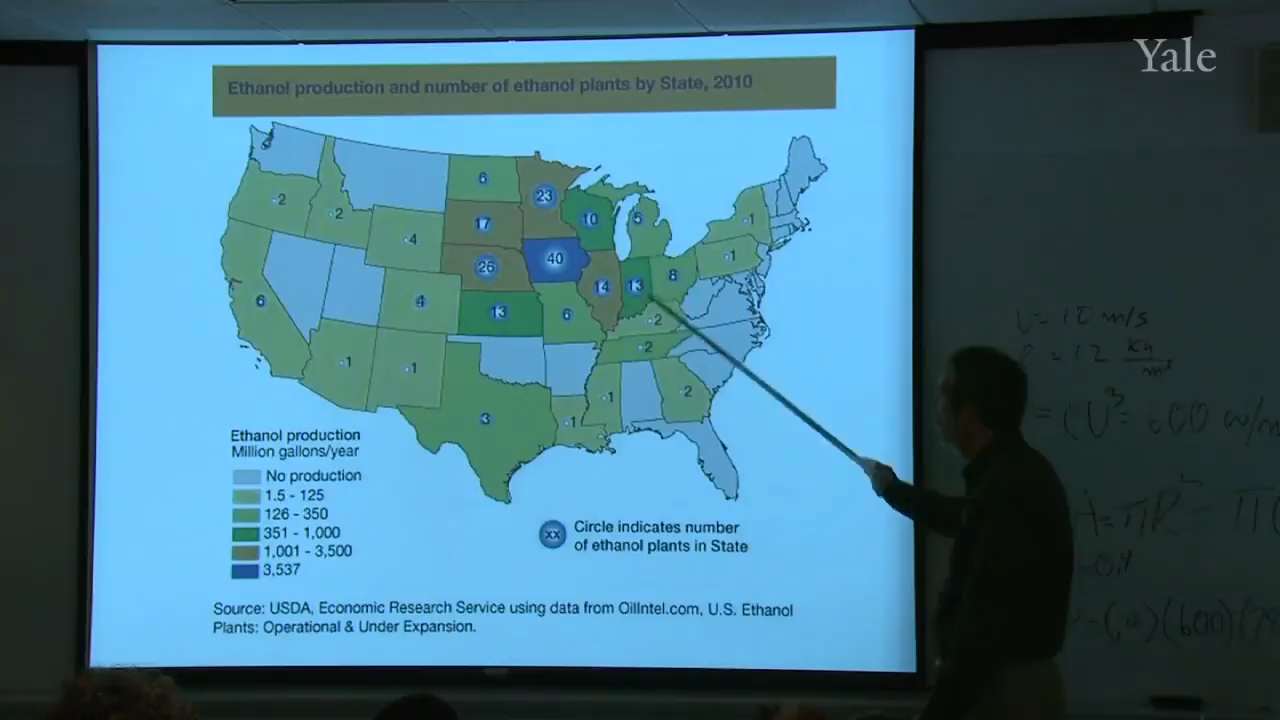 Yale
Ethanol production and number of ethanol plants by State, 2010
6
23
2
2
17
10
5
1
4
26
40
1
14
13
8
6
4
13
6
2
2
1
1
3
1
1
2
Ethanol production
Million gallons/year
No production
1.5 - 125
126 - 350
351 - 1,000
1,001 - 3,500
3,537
xx
Circle indicates number
of ethanol plants in State
Source: USDA, Economic Research Service using data from OilIntel.com, U.S. Ethanol
Plants: Operational & Under Expansion.
U = 10 m/s